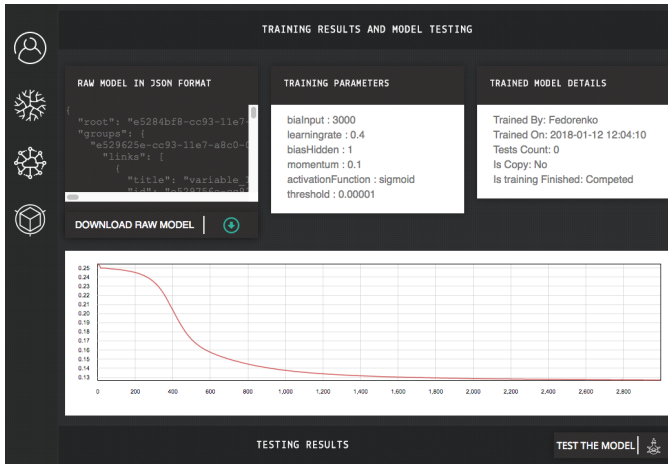 TRAINING RESULTS AND MODEL TESTING
RAW MODEL IN JSON FORMAT
{
"root": "e5284bf8-cc93-11e7-
"groups": {
"e529625e-cc93-11e7-a8c0-
"links": [
{
"title": "variable_
"id":
DOWNLOAD RAW MODEL
TRAINING PARAMETERS
biaInput : 3000
learningrate : 0.4
biasHidden : 1
momentum : 0.1
activationFunction : sigmoid
threshold : 0.00001
TRAINED MODEL DETAILS
Trained By: Fedorenko
Trained On: 2018-01-12 12:04:10
Tests Count: 0
Is Copy: No
Is training Finished: Competed
0.25
0.24
0.23
0.22
0.21
0.20
0.19
0.18
0.17
0.16
0.15
0.14
0.13
0 200 400 600 800 1,000 1,200 1,400 1,600 1,800 2,000 2,200 2,400 2,600 2,800
TESTING RESULTS
TEST THE MODEL